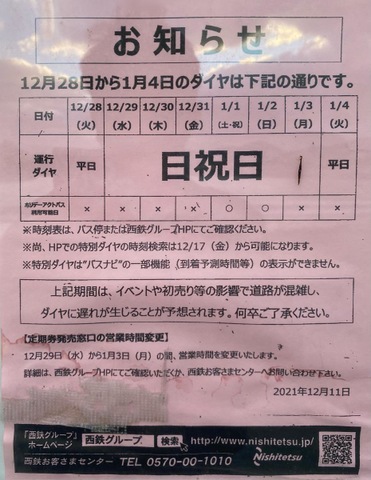 お知らせ
12月28日から1月4日のダイヤは下記の通りです。
日付 12/28(火) 12/29(水) 12/30(木) 12/31(金) 1/1(土・祝) 1/2(日) 1/3(月) 1/4(火)
運行ダイヤ 平日 日祝日 平日
ホリデーアクトパス利用可能日 × × × × ○ ○ × ×
※時刻表は、バス停または西鉄グループHPにてご確認ください。
※尚、HPでの特別ダイヤの時刻検索は12/17（金）から可能になります。
※特別ダイヤは"バスナビ"の一部機能（到着予測時間等）の表示ができません。
上記期間は、イベントや初売り等の影響で道路が混雑し、
ダイヤに遅れが生じることが予想されます。何卒ご了承ください。
【定期券発売窓口の営業時間変更】
12月29日（水）から1月3日（月）の間、営業時間を変更いたします。
詳細は、西鉄グループHPにてご確認いただくか、西鉄お客さまセンターへお問い合わせ下さい。
2021年12月11日
「西鉄グループ」ホームページ 西鉄グループ 検索 http://www.nishitetsu.jp/
西鉄お客さまセンター TEL 0570-00-1010 Nishitetsu